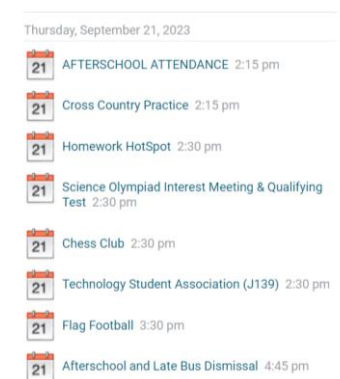 Thursday, September 21, 2023
21 AFTERSCHOOL ATTENDANCE 2:15 pm
21 Cross Country Practice 2:15 pm
21 Homework HotSpot 2:30 pm
21 Science Olympiad Interest Meeting & Qualifying
Test 2:30 pm
21 Chess Club 2:30 pm
21 Technology Student Association (J139) 2:30 pm
21 Flag Football 3:30 pm
21 Afterschool and Late Bus Dismissal 4:45 pm